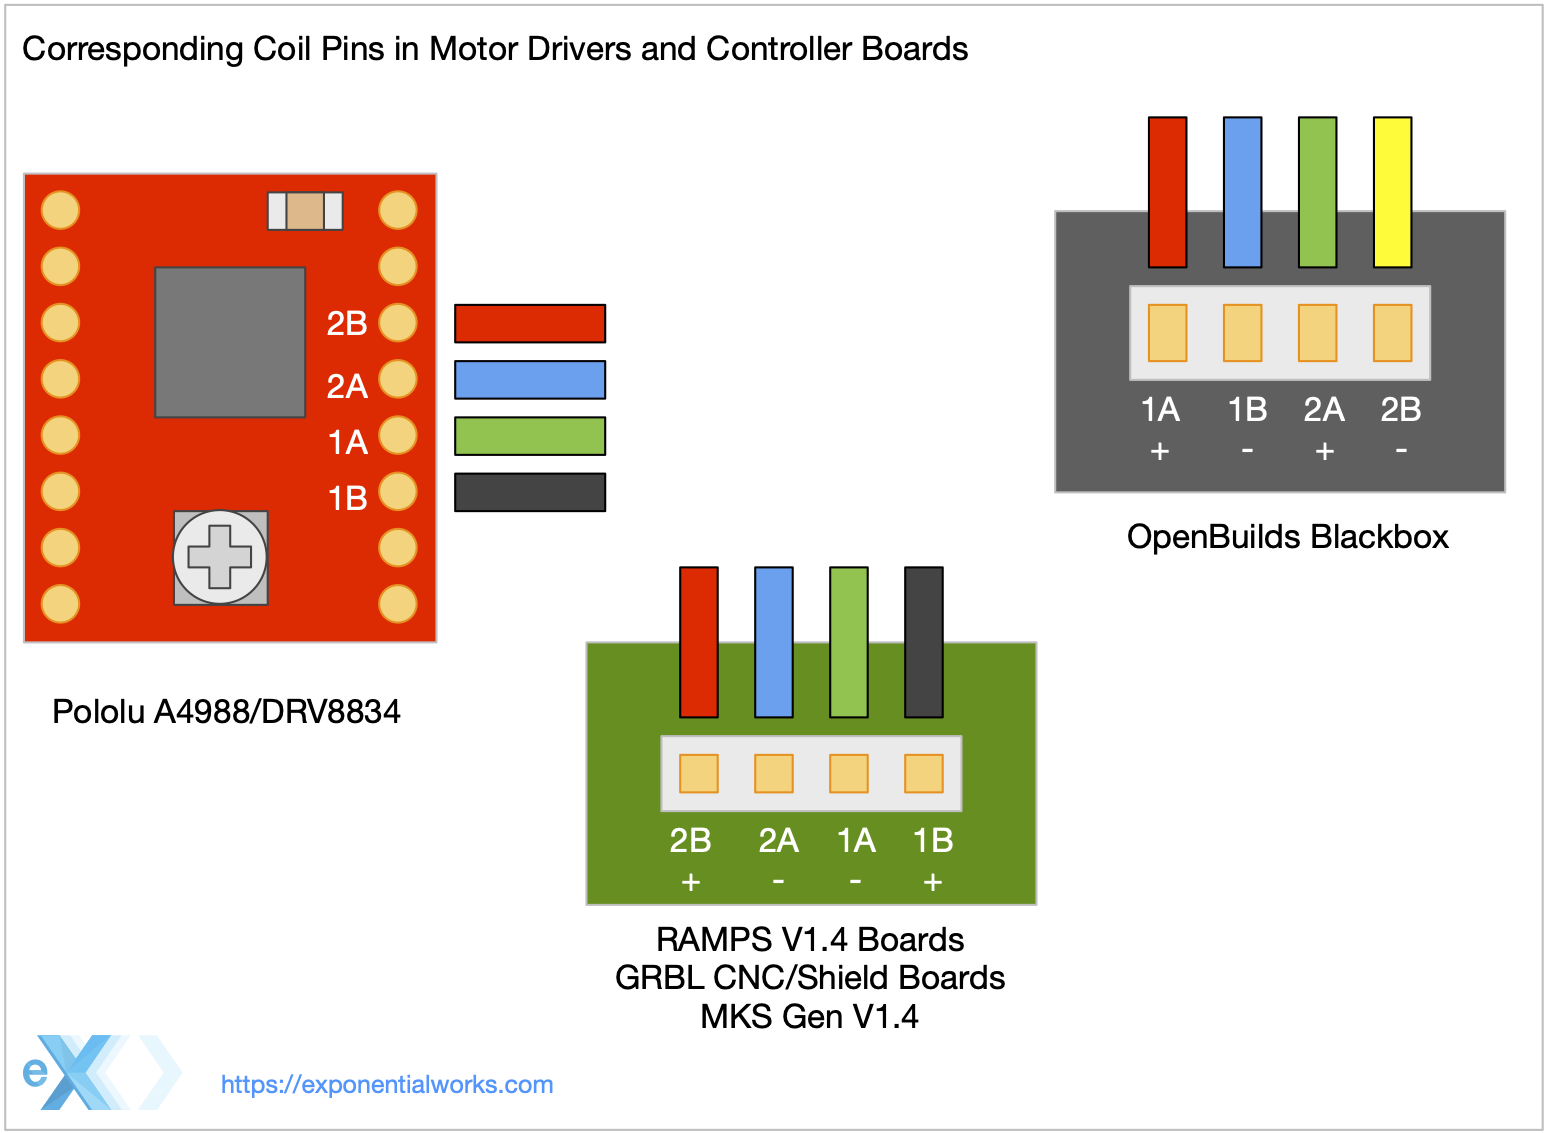 Corresponding Coil Pins in Motor Drivers and Controller Boards
2B
2A
1A
1B
Pololu A4988/DRV8834
1A 1B 2A 2B
+ - + -
OpenBuilds Blackbox
2B 2A 1A 1B
+ - - +
RAMPS V1.4 Boards
GRBL CNC/Shield Boards
MKS Gen V1.4
eX
https://exponentialworks.com